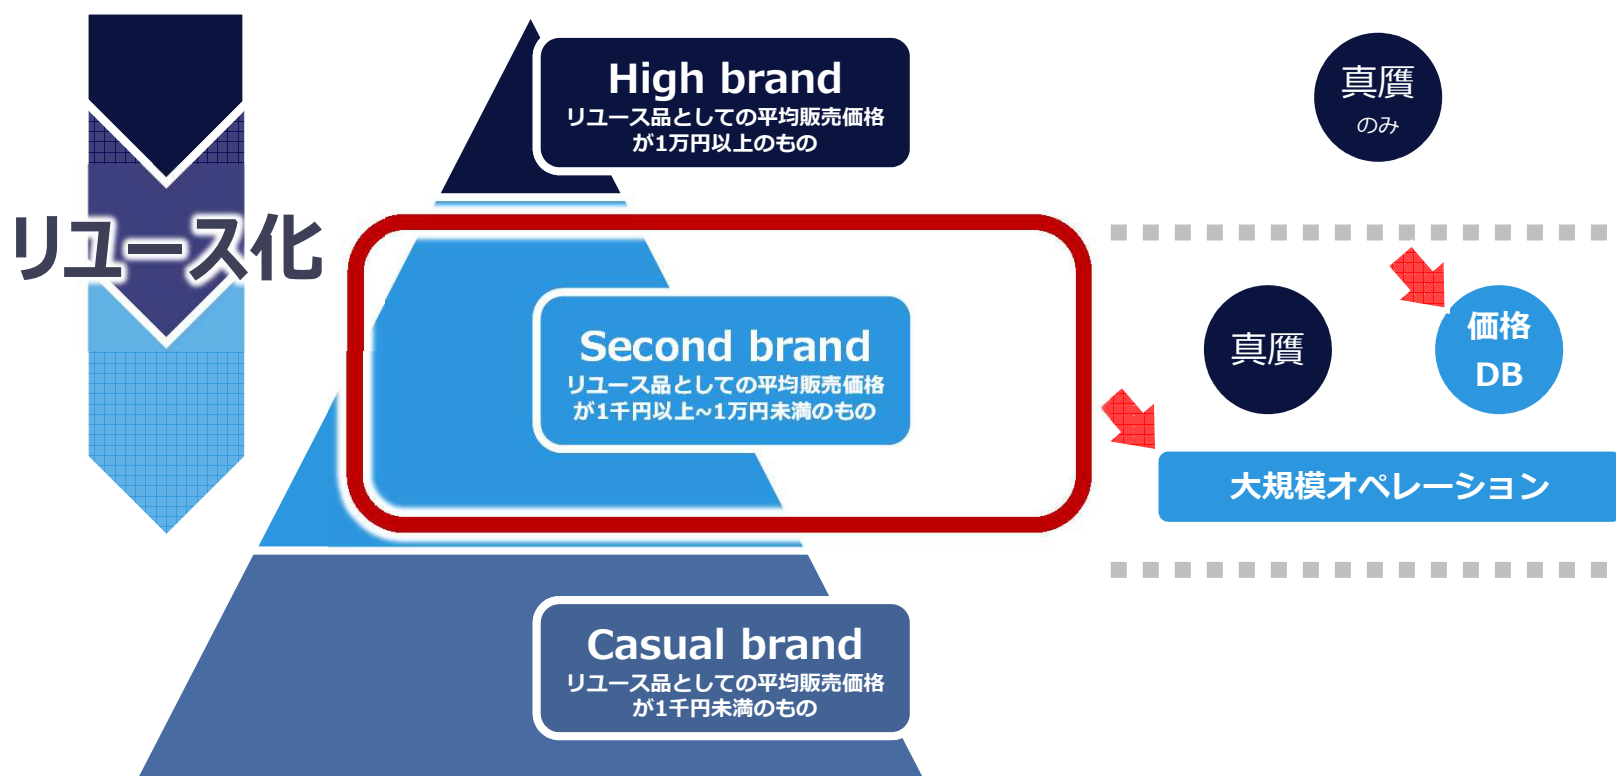 High brand
リユース品としての平均販売価格
が1万円以上のもの
真贋
のみ
リユース化
Second brand
リユース品としての平均販売価格
が1千円以上~1万円未満のもの
真贋
価格
DB
大規模オペレーション
Casual brand
リユース品としての平均販売価格
が1千円未満のもの